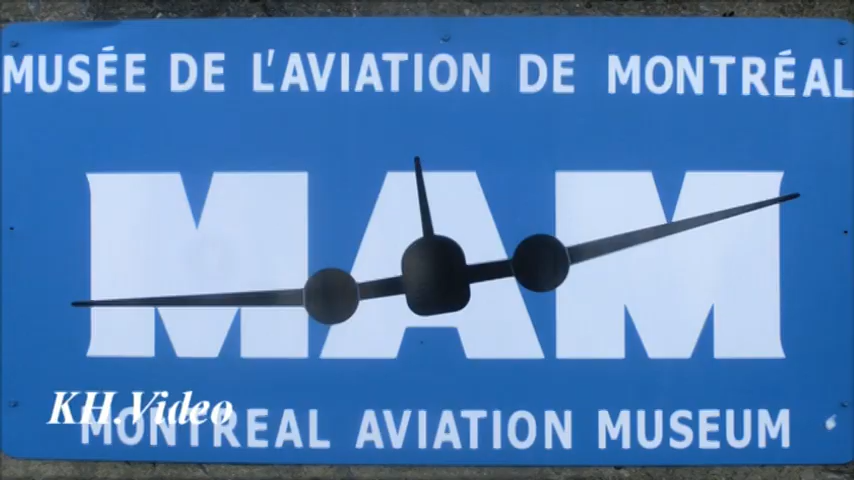 MUSÉE DE L'AVIATION DE MONTRÉAL
MAM
KH.Video
MONTREAL AVIATION MUSEUM